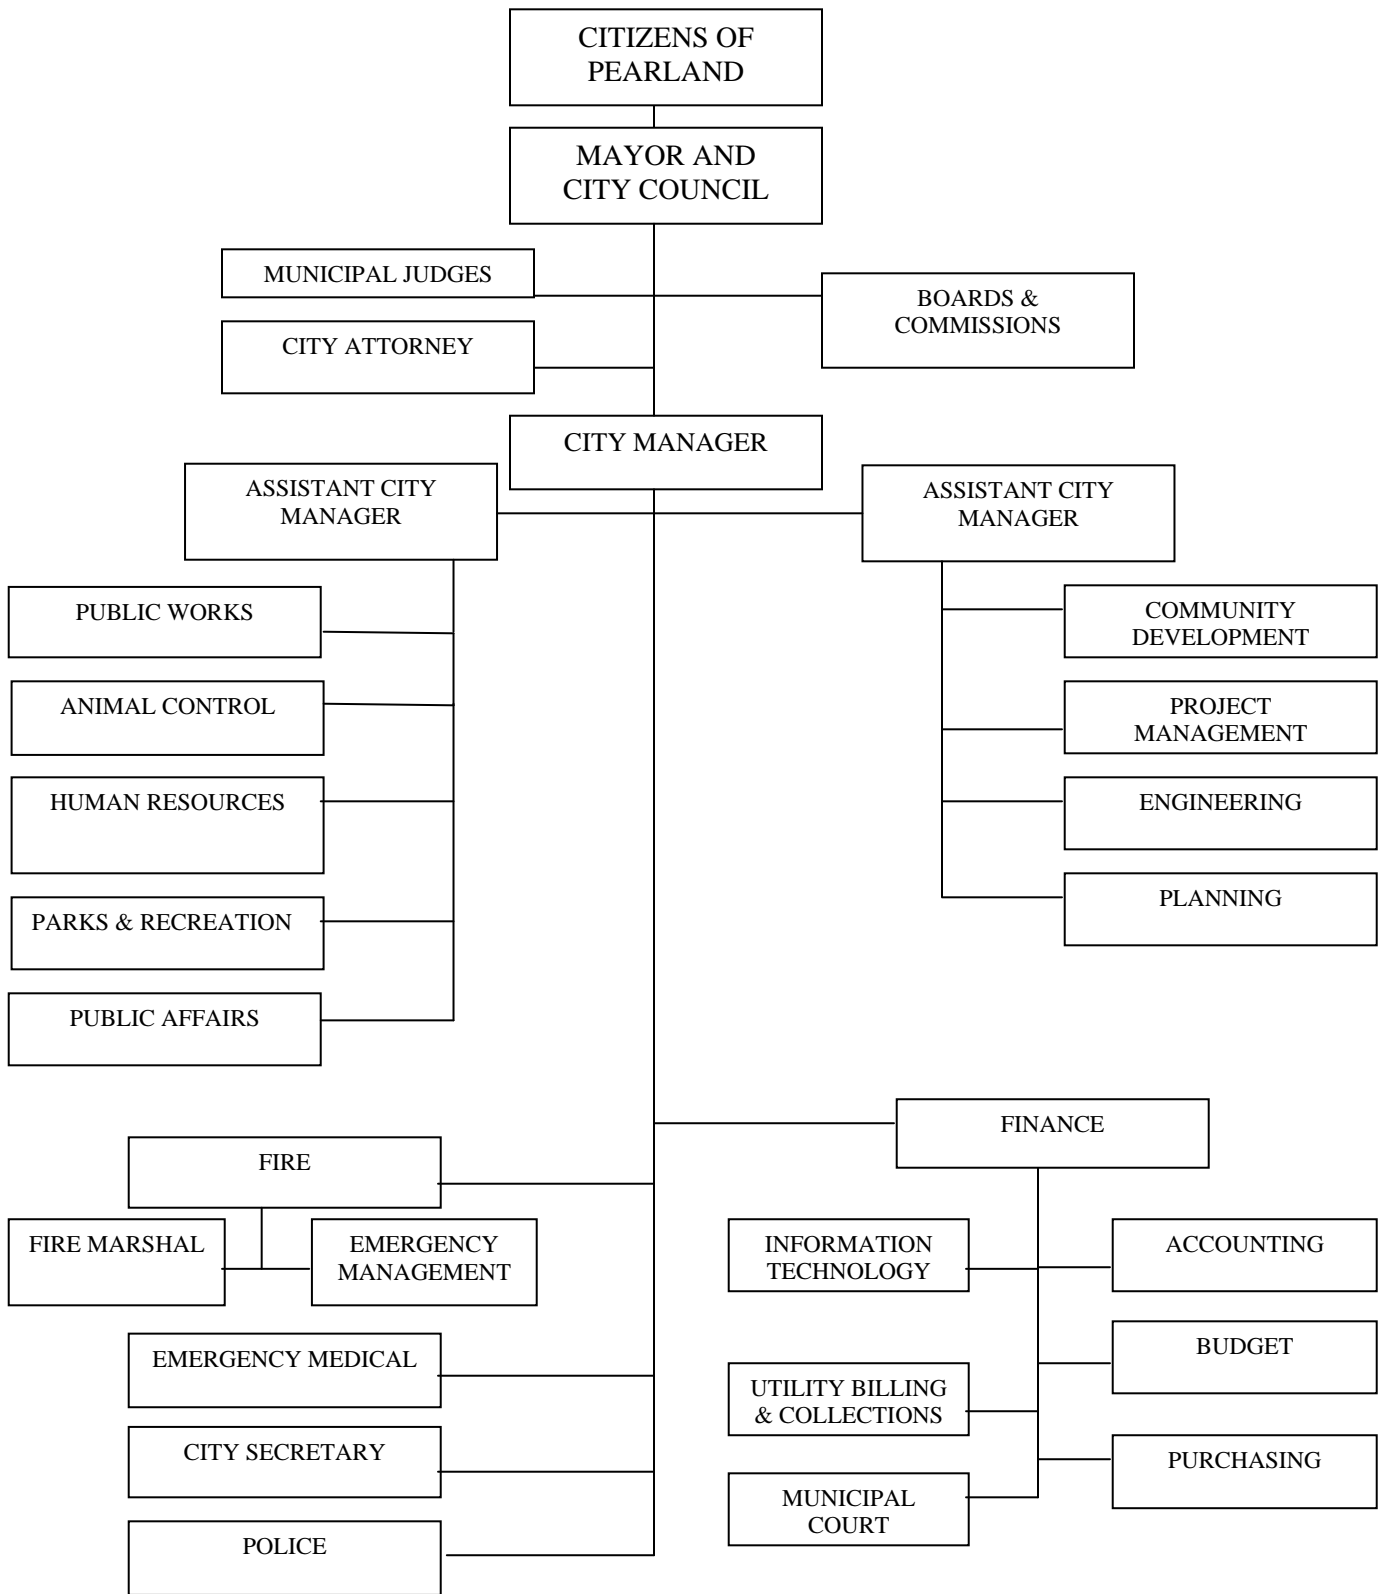 CITIZENS OF
PEARLAND
MAYOR AND
CITY COUNCIL
MUNICIPAL JUDGES
BOARDS &
COMMISSIONS
CITY ATTORNEY
CITY MANAGER
ASSISTANT CITY
MANAGER
ASSISTANT CITY
MANAGER
PUBLIC WORKS
ANIMAL CONTROL
HUMAN RESOURCES
PARKS & RECREATION
PUBLIC AFFAIRS
COMMUNITY
DEVELOPMENT
PROJECT
MANAGEMENT
ENGINEERING
PLANNING
FIRE
FIRE MARSHAL
EMERGENCY
MANAGEMENT
EMERGENCY MEDICAL
CITY SECRETARY
POLICE
FINANCE
INFORMATION
TECHNOLOGY
UTILITY BILLING
& COLLECTIONS
MUNICIPAL
COURT
ACCOUNTING
BUDGET
PURCHASING